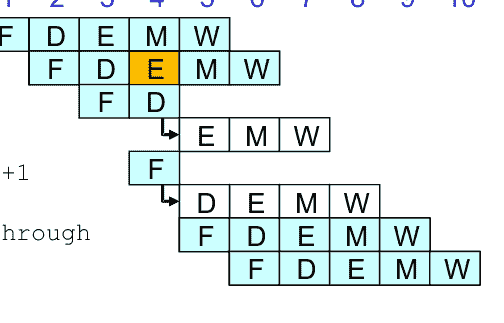 1 2 3 4 5 6 7 8 9 10
F D E M W
F D E M W
F D
E M W
+1 F
D E M W
hrough F D E M W
F D E M W